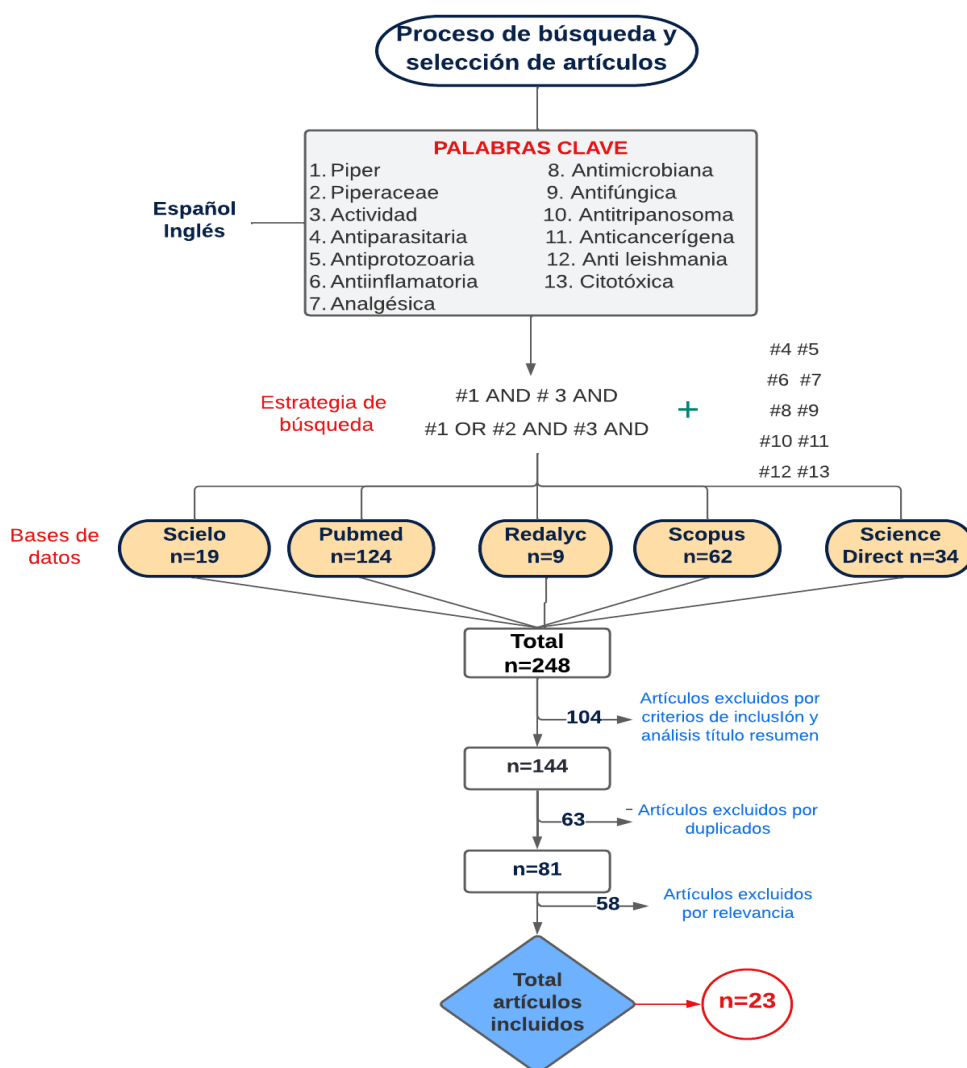 Proceso de búsqueda y
selección de artículos
PALABRAS CLAVE
1. Piper
2. Piperaceae
3. Actividad
4. Antiparasitaria
5. Antiprotozoaria
6. Antiinflamatoria
7. Analgésica
8. Antimicrobiana
9. Antifúngica
10. Antitripanosoma
11. Anticancerígena
12. Anti leishmania
13. Citotóxica
Español
Inglés
Estrategia de
búsqueda
#1 AND # 3 AND
#1 OR #2 AND #3 AND
+
#4 #5
#6 #7
#8 #9
#10 #11
#12 #13
Bases de
datos
Scielo
n=19
Pubmed
n=124
Redalyc
n=9
Scopus
n=62
Science
Direct n=34
Total
n=248
104
Artículos excluidos por
criterios de inclusIón y
análisis título resumen
n=144
63
Artículos excluidos por
duplicados
n=81
58
Artículos excluidos
por relevancia
Total
artículos
incluidos
n=23